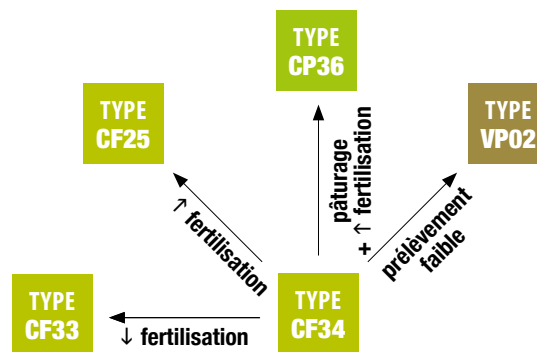 TYPE
CP36
TYPE
CF25
TYPE
VP02
pâturage
+ ↑ fertilisation
↑ fertilisation
prélèvement
faible
TYPE
CF33
↓ fertilisation
TYPE
CF34